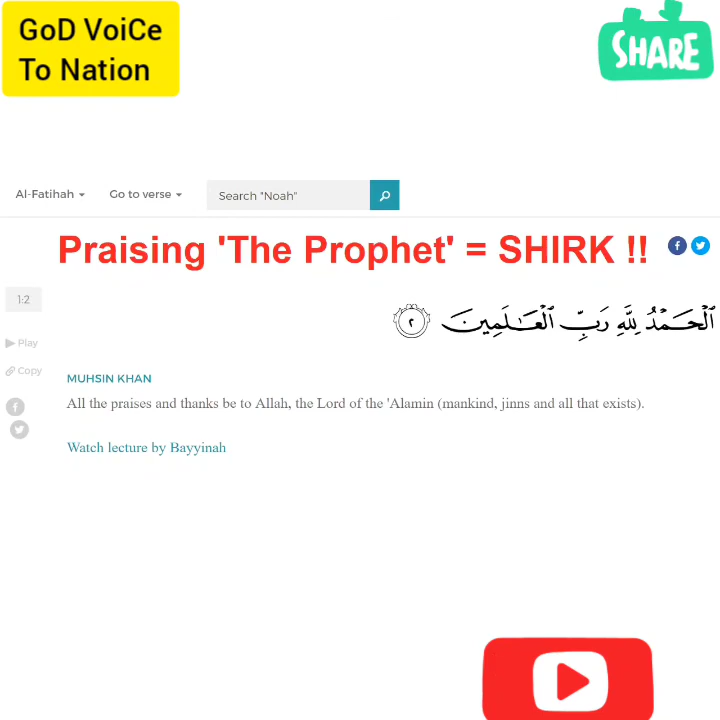 GoD VoiCe
To Nation
SHARE
Al-Fatihah
Go to verse
Search "Noah"
Praising 'The Prophet' = SHIRK !!
1:2
ٱلْحَمْدُ لِلَّهِ رَبِّ ٱلْعَـٰلَمِينَ ٢
Play
Copy
MUHSIN KHAN
All the praises and thanks be to Allah, the Lord of the 'Alamin (mankind, jinns and all that exists).
Watch lecture by Bayyinah